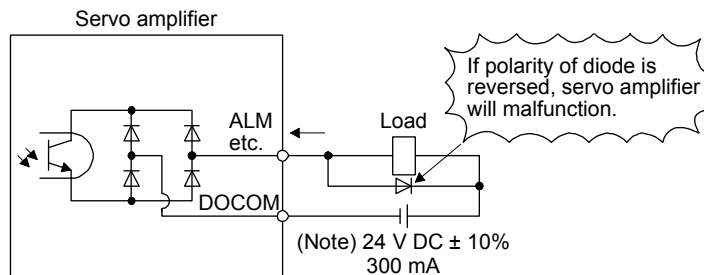 Servo amplifier
If polarity of diode is
reversed, servo amplifier
will malfunction.
ALM
etc.
Load
DOCOM
(Note) 24 V DC ± 10%
300 mA